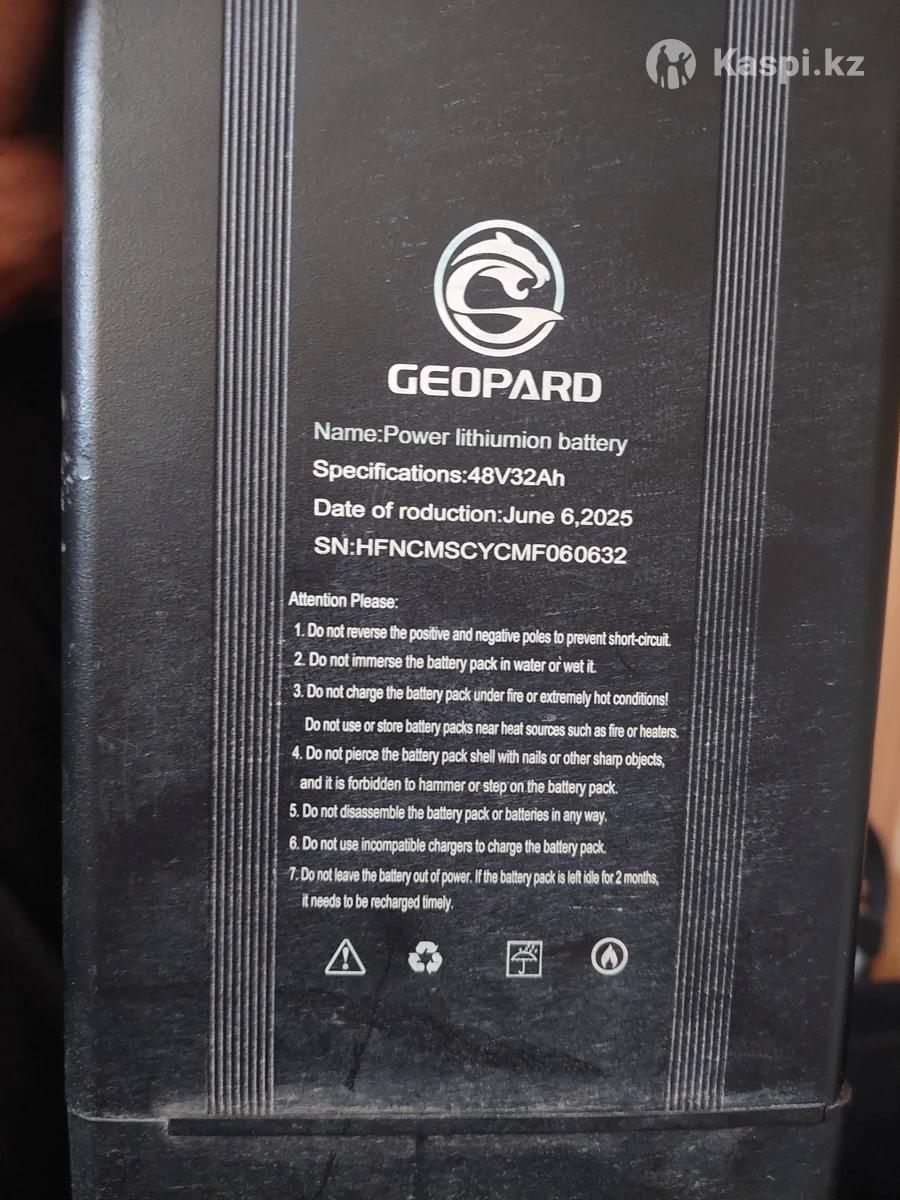 Kaspi.kz
GEOPARD
Name:Power lithiumion battery
Specifications:48V32Ah
Date of roduction:June 6,2025
SN:HFNCMSCYCMF060632
Attention Please:
1. Do not reverse the positive and negative poles to prevent short-circuit.
2. Do not immerse the battery pack in water or wet it.
3. Do not charge the battery pack under fire or extremely hot conditions!
Do not use or store battery packs near heat sources such as fire or heaters.
4. Do not pierce the battery pack shell with nails or other sharp objects,
and it is forbidden to hammer or step on the battery pack.
5. Do not disassemble the battery pack or batteries in any way.
6. Do not use incompatible chargers to charge the battery pack.
7. Do not leave the battery out of power. If the battery pack is left idle for 2 months,
it needs to be recharged timely.